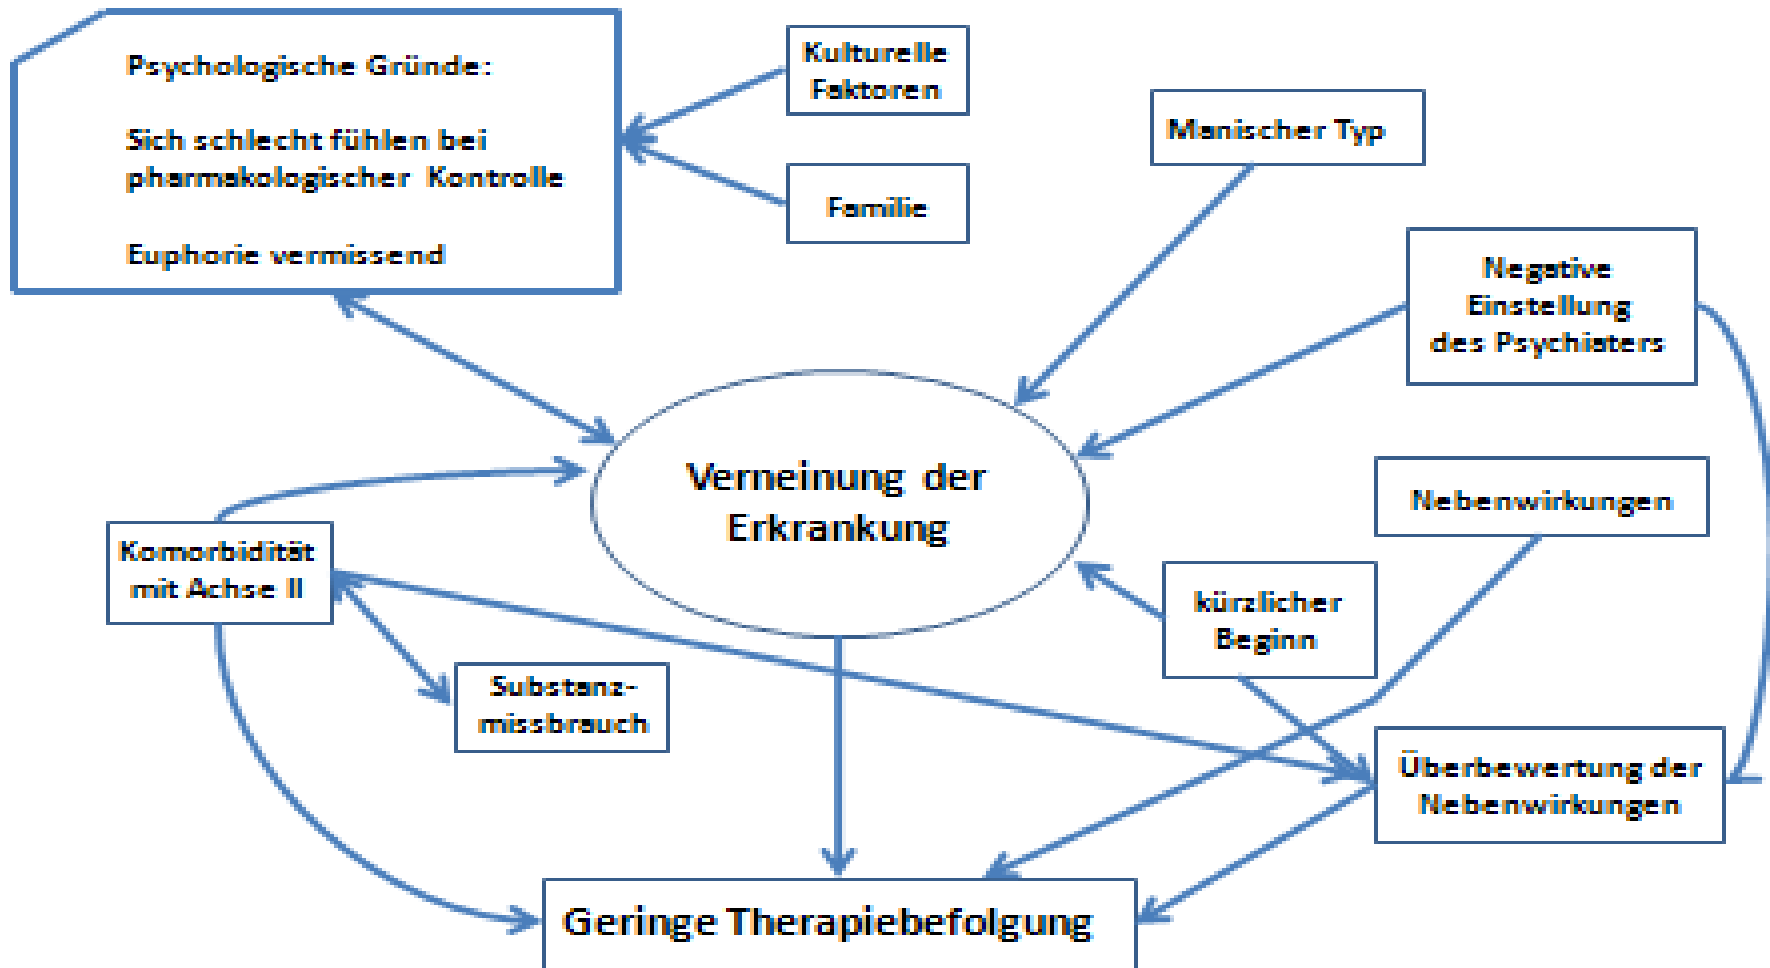 Psychologische Gründe:
Sich schlecht fühlen bei
pharmakologischer Kontrolle
Euphorie vermissend
Kulturelle
Faktoren
Familie
Manischer Typ
Negative
Einstellung
des Psychiaters
Verneinung der
Erkrankung
Nebenwirkungen
Komorbidität
mit Achse II
kürzlicher
Beginn
Substanz-
missbrauch
Überbewertung der
Nebenwirkungen
Geringe Therapiebefolgung